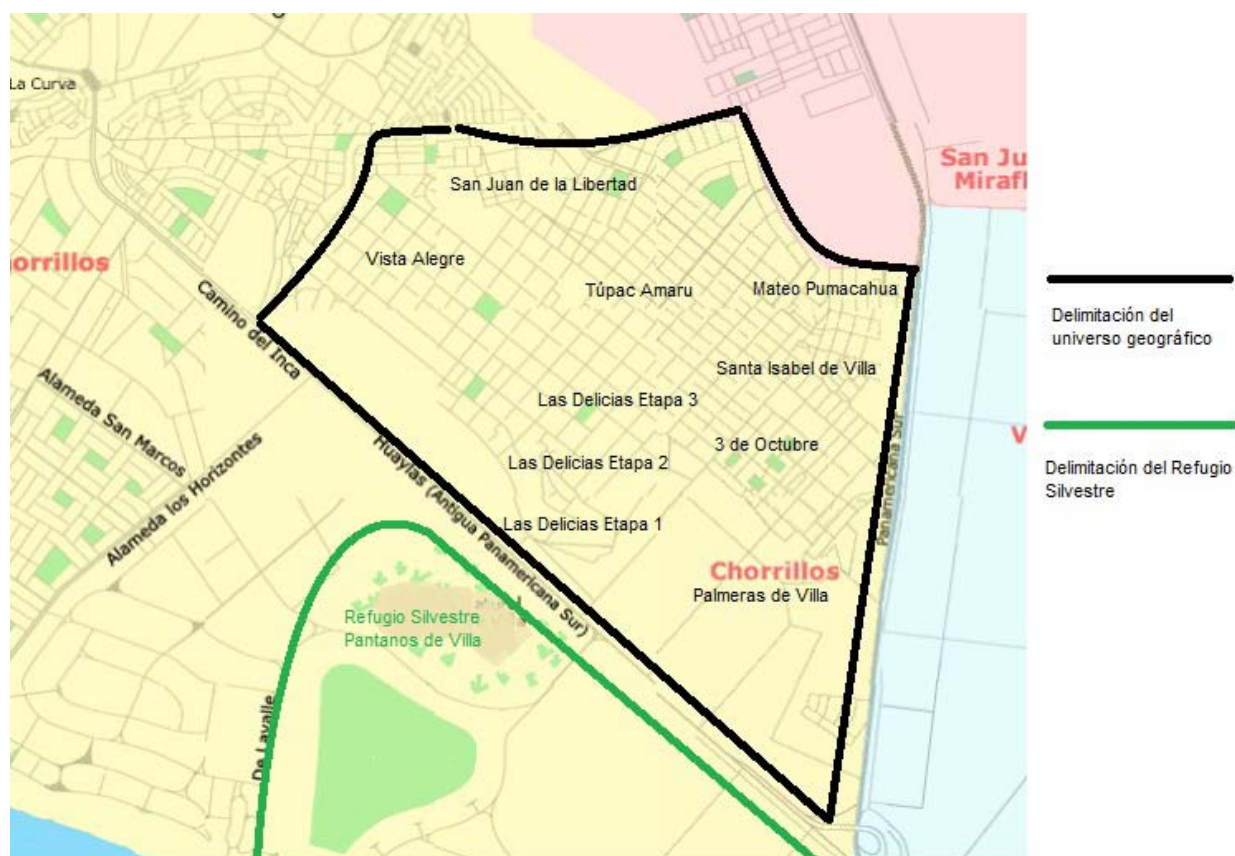 La Curva
San Ju
Mirafl
San Juan de la Libertad
orrillos
Vista Alegre
Túpac Amaru
Mateo Pumacahua
Camino del Inca
Delimitación del
universo geográfico
Santa Isabel de Villa
Alameda San Marcos
Las Delicias Etapa 3
Huaylas (Antigua Panamericana Sur)
3 de Octubre
Panamericana Sur
V
Las Delicias Etapa 2
Delimitación del Refugio
Silvestre
Alameda los Horizontes
Las Delicias Etapa 1
Chorrillos
Palmeras de Villa
Refugio Silvestre
Pantanos de Villa
De Lavalle